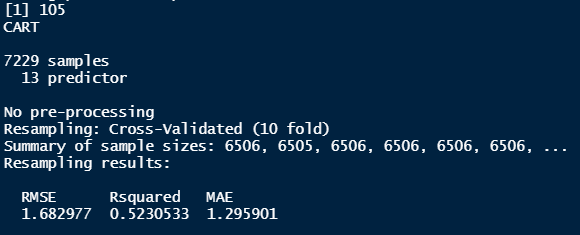 [1] 105
CART
7229 samples
13 predictor
No pre-processing
Resampling: Cross-Validated (10 fold)
Summary of sample sizes: 6506, 6505, 6506, 6506, 6506, 6506, ...
Resampling results:
RMSE Rsquared MAE
1.682977 0.5230533 1.295901